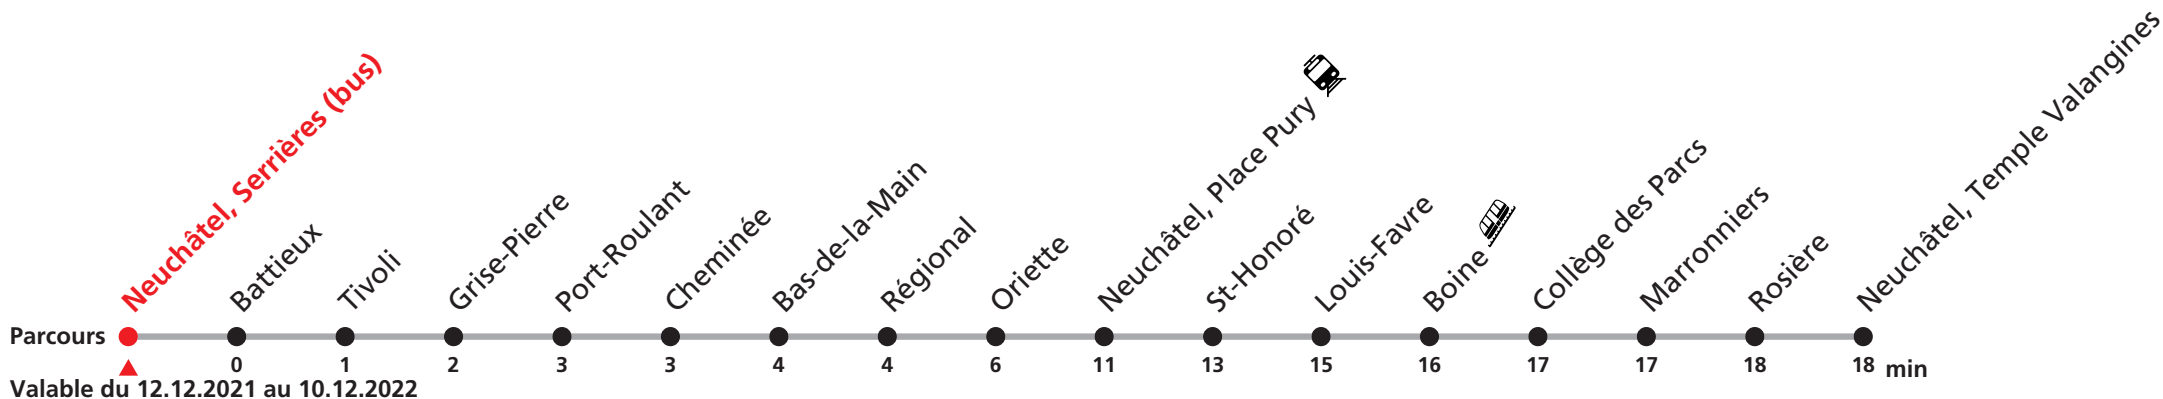 Neuchâtel, Serrières (bus)
Battieux
Tivoli
Grise-Pierre
Port-Roulant
Cheminée
Bas-de-la-Main
Régional
Oriette
Neuchâtel, Place Pury
St-Honoré
Louis-Favre
Boine
Collège des Parcs
Marronniers
Rosière
Neuchâtel, Temple Valangines
Parcours
0 1 2 3 3 4 4 6 11 13 15 16 17 17 18 18 min
Valable du 12.12.2021 au 10.12.2022